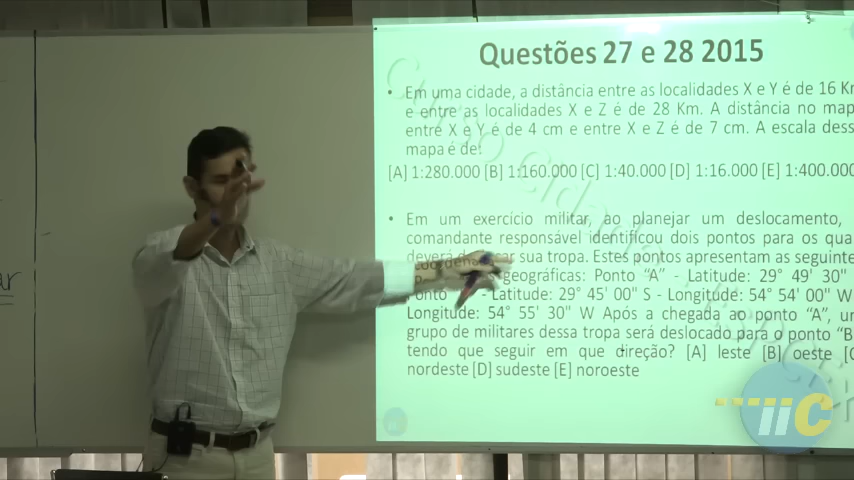 Questões 27 e 28 2015
• Em uma cidade, a distância entre as localidades X e Y é de 16 Km
e entre as localidades X e Z é de 28 Km. A distância no mapa
entre X e Y é de 4 cm e entre X e Z é de 7 cm. A escala dess
mapa é de:
[A] 1:280.000 [B] 1:160.000 [C] 1:40.000 [D] 1:16.000 [E] 1:400.000
• Em um exercício militar, ao planejar um deslocamento,
comandante responsável identificou dois pontos para os qua
sua tropa. Estes pontos apresentam as seguinte
geográficas: Ponto “A” - Latitude: 29° 49' 30"
- Latitude: 29° 45' 00" S - Longitude: 54° 54' 00" W
Longitude: 54° 55' 30" W Após a chegada ao ponto “A”, um
grupo de militares dessa tropa será deslocado para o ponto “B
tendo que seguir em que direção? [A] leste [B] oeste [C
nordeste [D] sudeste [E] noroeste
ar
iiC